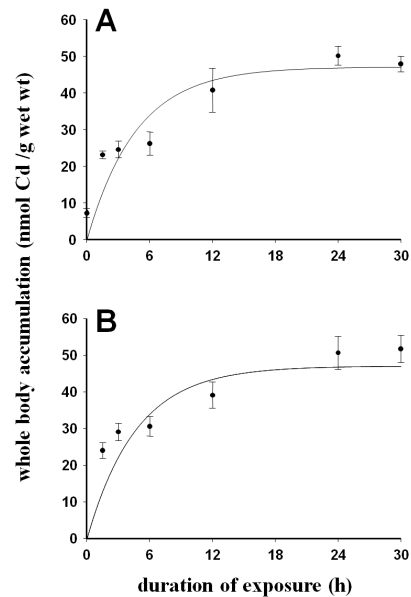 A
60
50
40
30
20
10
0
0 6 12 18 24 30
B
60
50
40
30
20
10
0
0 6 12 18 24 30
whole body accumulation (nmol Cd /g wet wt)
duration of exposure (h)